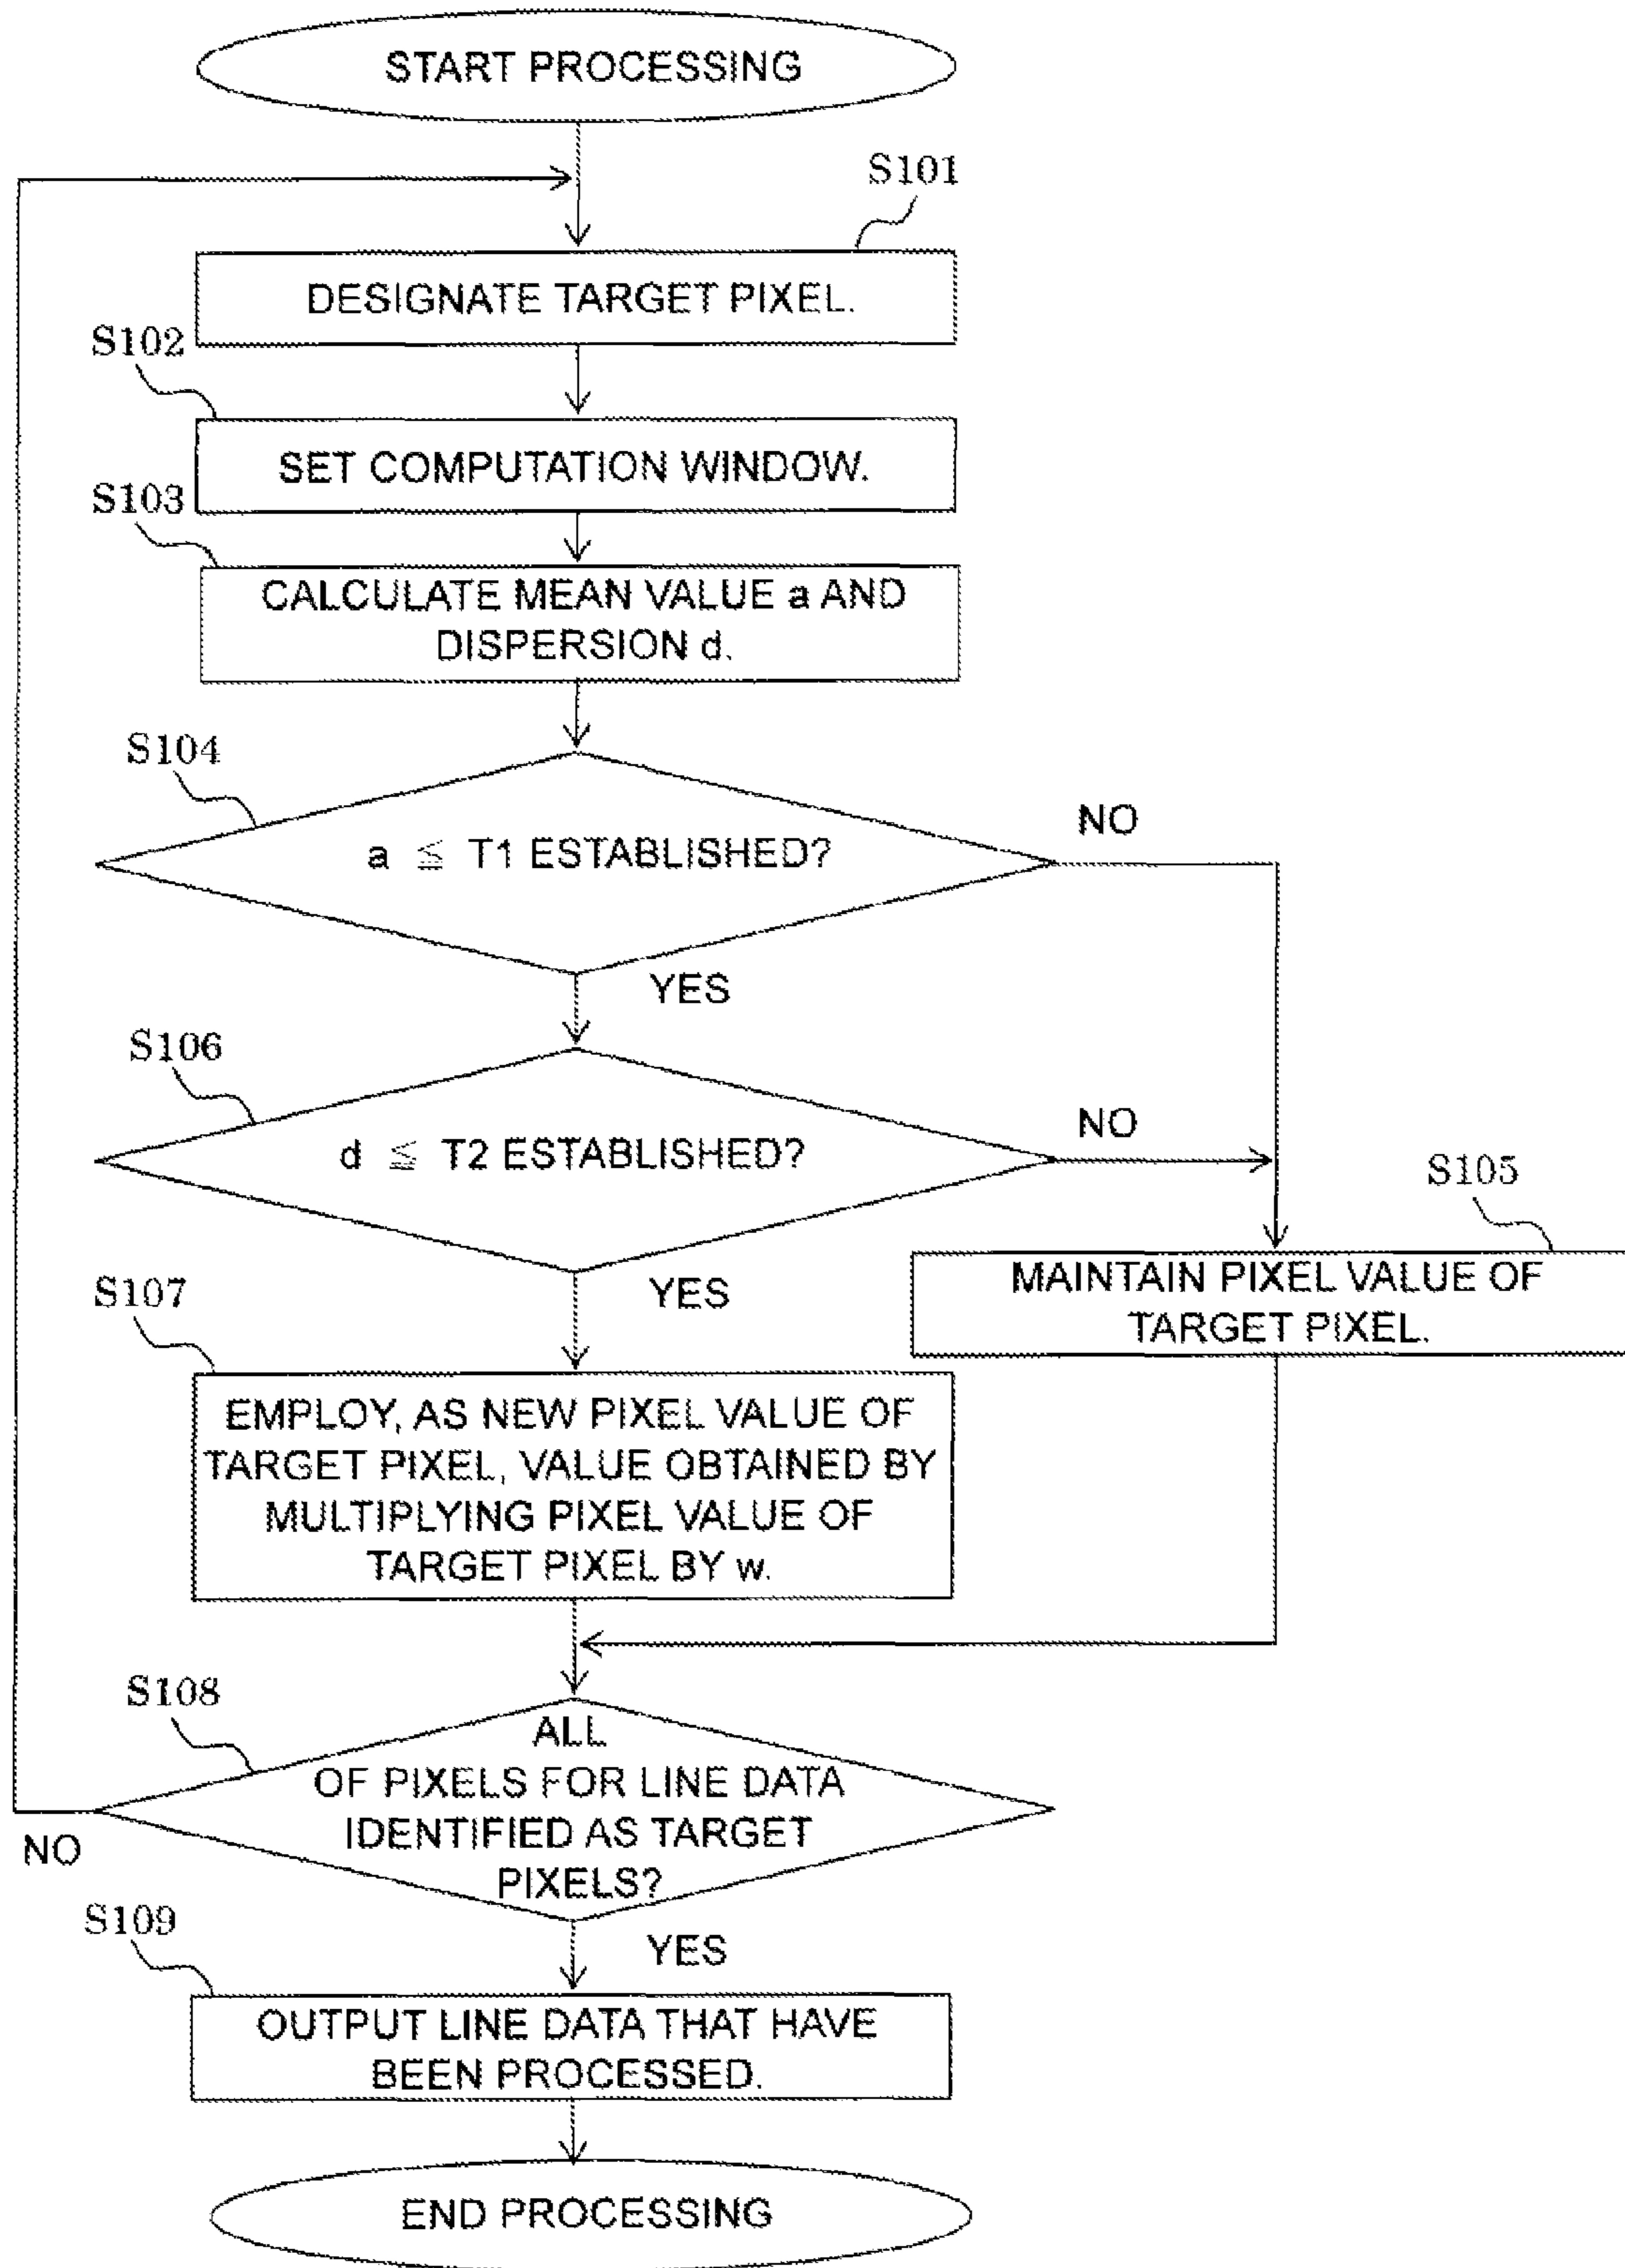 START PROCESSING
S101
DESIGNATE TARGET PIXEL.
S102
SET COMPUTATION WINDOW.
S103
CALCULATE MEAN VALUE a AND
DISPERSION d.
S104
a ≦ T1 ESTABLISHED?
NO
YES
S106
d ≦ T2 ESTABLISHED?
NO
YES
S105
MAINTAIN PIXEL VALUE OF
TARGET PIXEL.
S107
EMPLOY, AS NEW PIXEL VALUE OF
TARGET PIXEL, VALUE OBTAINED BY
MULTIPLYING PIXEL VALUE OF
TARGET PIXEL BY w.
S108
ALL
OF PIXELS FOR LINE DATA
IDENTIFIED AS TARGET
PIXELS?
NO
YES
S109
OUTPUT LINE DATA THAT HAVE
BEEN PROCESSED.
END PROCESSING